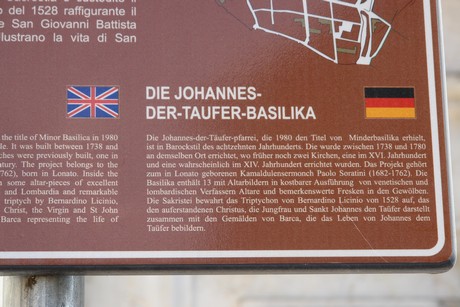 del 1528 raffigurante il
e San Giovanni Battista
llustrano la vita di San
DIE JOHANNES-
DER-TAUFER-BASILIKA
the title of Minor Basilica in 1980
le. It was built between 1738 and
ches were previously built, one in
tury. The project belongs to the
762), born in Lonato. Inside the
n some altar-pieces of excellent
and Lombardia and remarkable
triptych by Bernardino Licinio,
Christ, the Virgin and St John
Barca representing the life of
Die Johannes-der-Täufer-pfarrei, die 1980 den Titel von Minderbasilika erhielt,
ist in Barockstil des achtzehnten Jahrhunderts. Die wurde zwischen 1738 und 1780
an demselben Ort errichtet, wo früher noch zwei Kirchen, eine im XVI. Jahrhundert
und eine wahrscheinlich im XIV. Jahrhundert errichtet wurden. Das Projekt gehört
zum in Lonato geborenen Kamaldulensermonch Paolo Soratini (1682-1762). Die
Basilika enthält 13 mit Altarbildern in kostbarer Ausführung von venetischen und
lombardischen Verfassern Altare und bemerkenswerte Fresken in den Gewölben.
Die Sakristei bewahrt das Triptychon von Bernardino Licinio von 1528 auf, das
den auferstandenen Christus, die Jungfrau und Sankt Johannes den Taüfer darstellt
zusammen mit den Gemälden von Barca, die das Leben von Johannes dem
Taüfer bebildern.